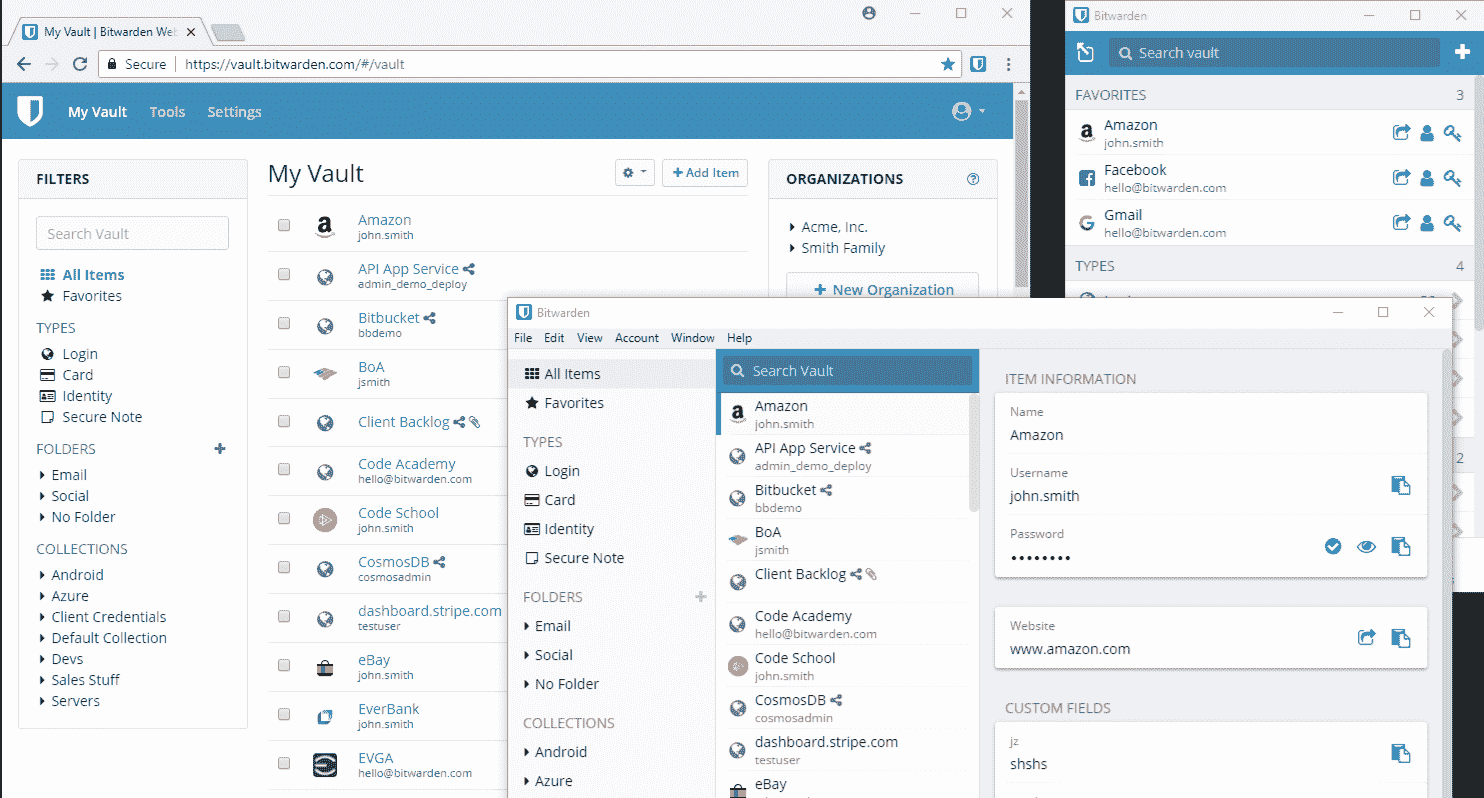 My Vault | Bitwarden Web
Secure
https://vault.bitwarden.com/#/vault
My Vault Tools Settings
FILTERS
Search Vault
All Items
Favorites
TYPES
Login
Card
Identity
Secure Note
FOLDERS
Email
Social
No Folder
COLLECTIONS
Android
Azure
Client Credentials
Default Collection
Devs
Sales Stuff
Servers
My Vault
Add Item
Amazon
john.smith
API App Service
admin_demo_deploy
Bitbucket
bbdemo
BoA
jsmith
Client Backlog
Code Academy
hello@bitwarden.com
Code School
john.smith
CosmosDB
cosmosadmin
dashboard.stripe.com
testuser
eBay
john.smith
EverBank
john.smith
EVGA
hello@bitwarden.com
ORGANIZATIONS
Acme, Inc.
Smith Family
New Organization
Bitwarden
Search vault
FAVORITES 3
Amazon
john.smith
Facebook
hello@bitwarden.com
Gmail
hello@bitwarden.com
TYPES 4
2
Bitwarden
File Edit View Account Window Help
All Items
Favorites
TYPES
Login
Card
Identity
Secure Note
FOLDERS
Email
Social
No Folder
COLLECTIONS
Android
Azure
Search Vault
Amazon
john.smith
API App Service
admin_demo_deploy
Bitbucket
bbdemo
BoA
jsmith
Client Backlog
Code Academy
hello@bitwarden.com
Code School
john.smith
CosmosDB
cosmosadmin
dashboard.stripe.com
testuser
eBay
ITEM INFORMATION
Name
Amazon
Username
john.smith
Password
••••••••
Website
www.amazon.com
CUSTOM FIELDS
jz
shshs